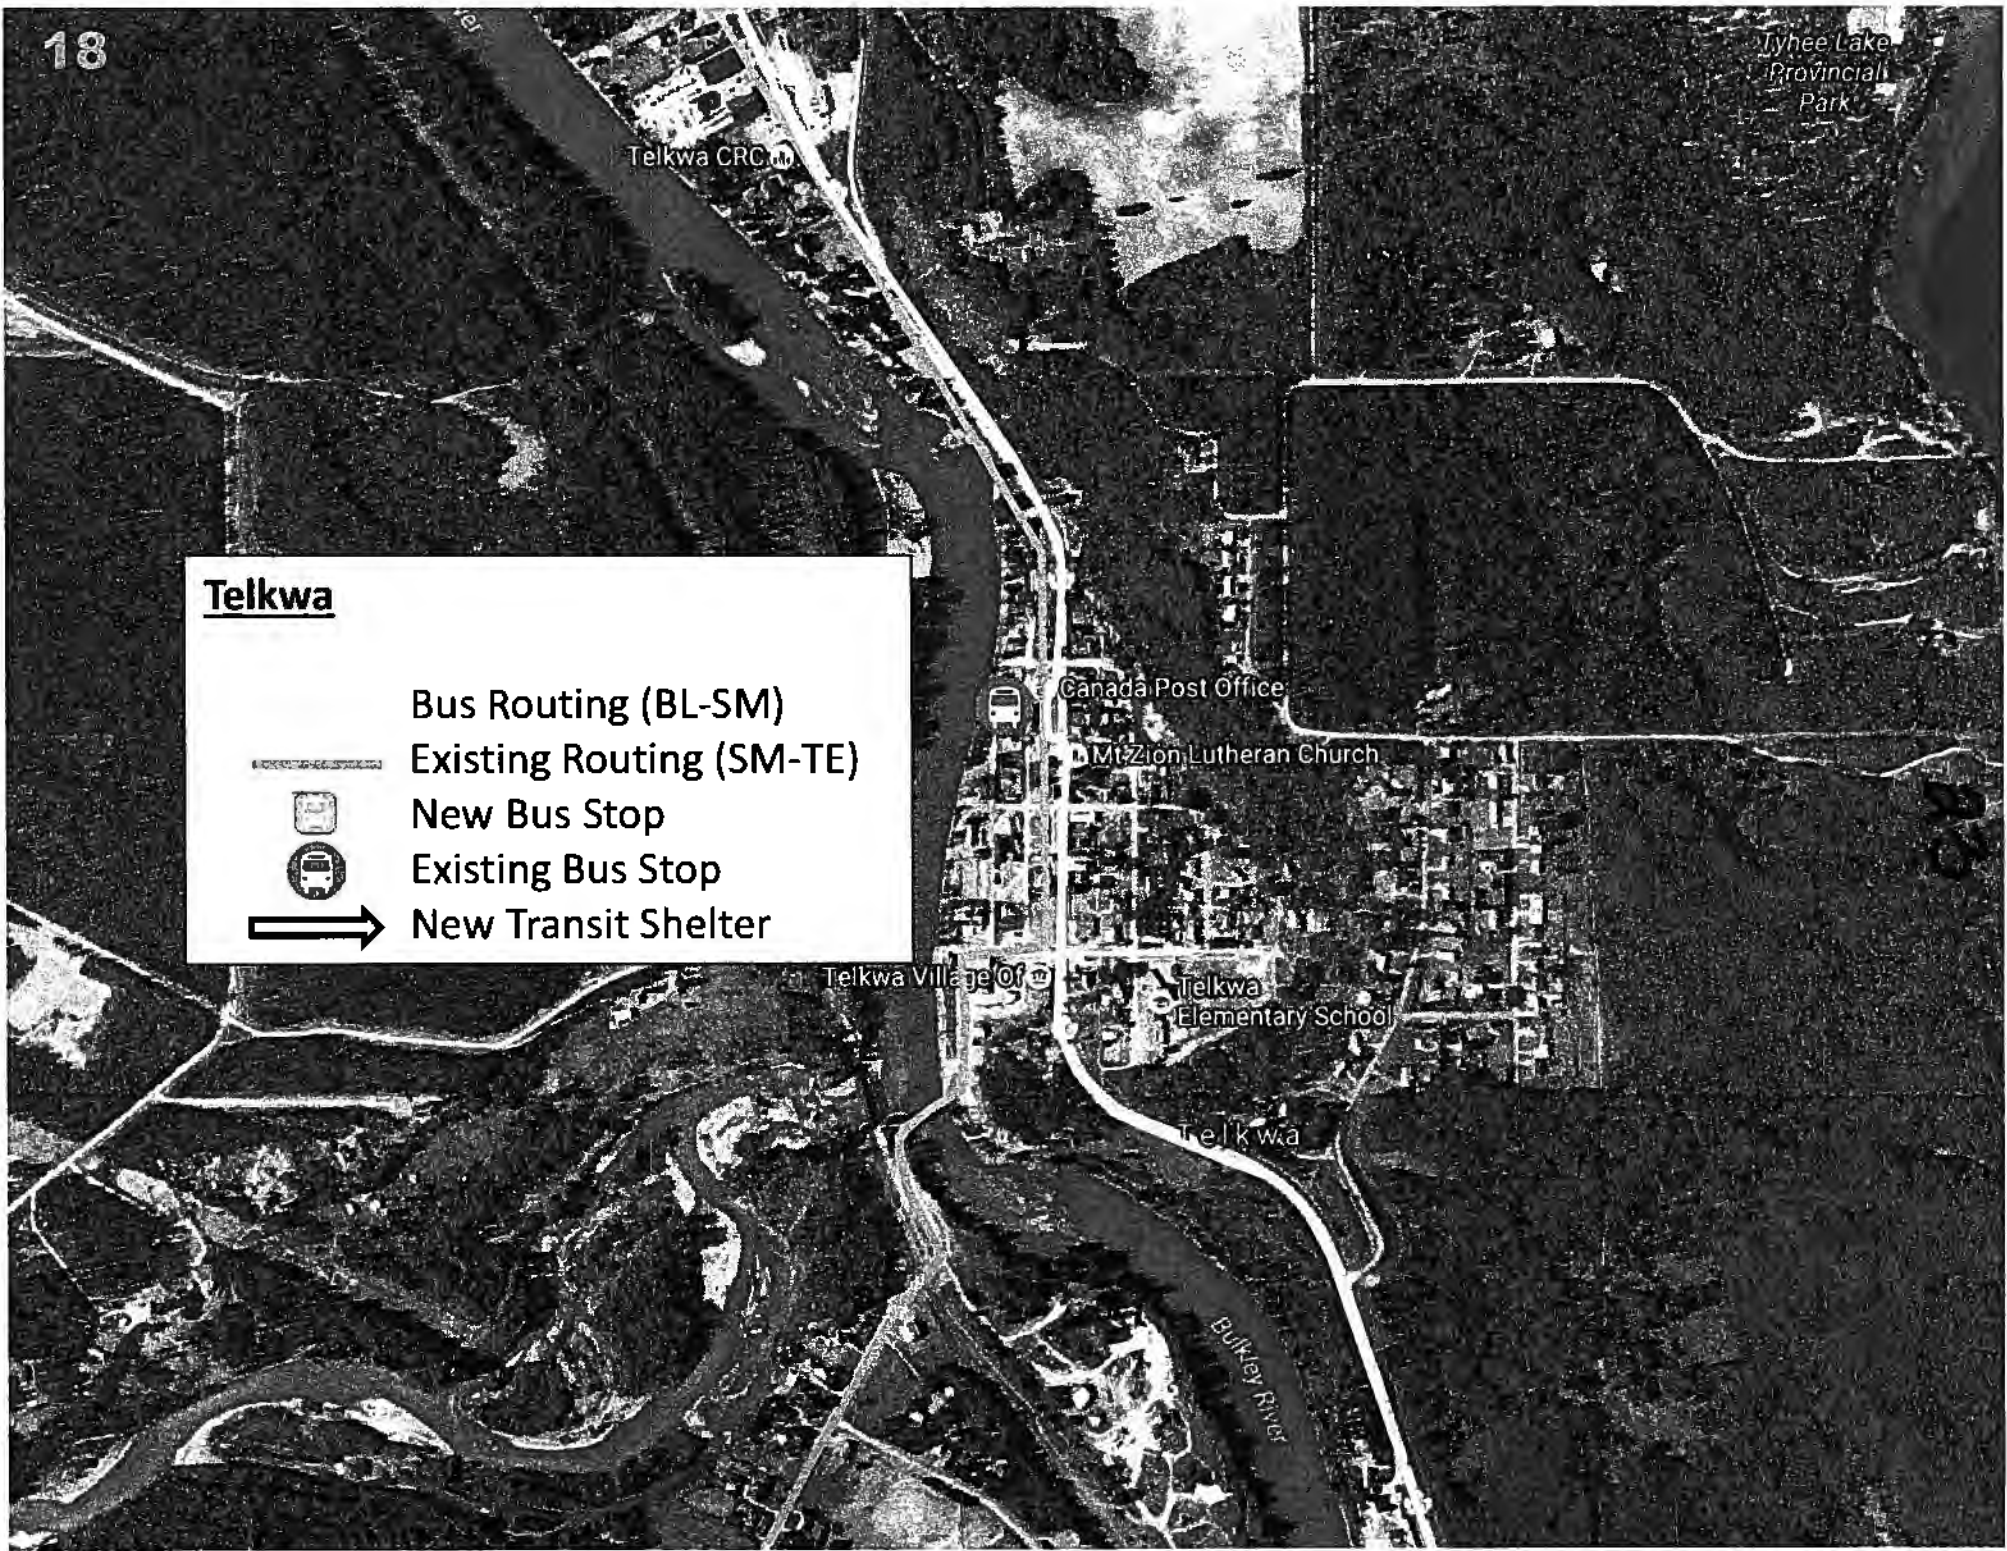 18
Tyhee Lake
Provincial
Park
Telkwa CRC
Telkwa
Bus Routing (BL-SM)
Existing Routing (SM-TE)
New Bus Stop
Existing Bus Stop
New Transit Shelter
Canada Post Office
Mt Zion Lutheran Church
Telkwa Village Of
Telkwa
Elementary School
Telkwa
Bulkley River